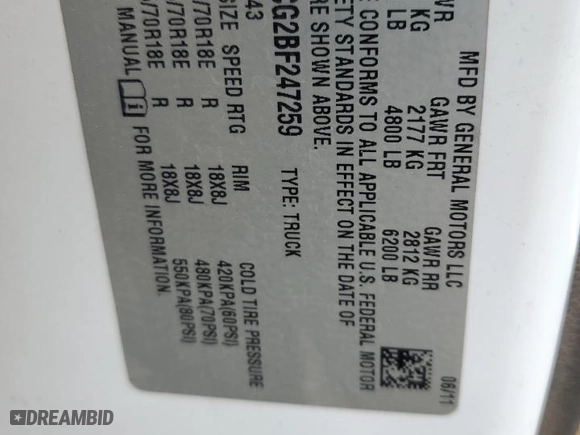 MFD BY GENERAL MOTORS LLC
GAWR FRT GAWR RR
2177 KG 2812 KG
4800 LB 6200 LB
CONFORMS TO ALL APPLICABLE U.S. FEDERAL MOTOR
STANDARDS IN EFFECT ON THE DATE OF
SHOWN ABOVE.
06/11
G2BF247259 TYPE: TRUCK
43
SIZE SPEED RTG RIM COLD TIRE PRESSURE
/70R18E R 18X8J 420KPA(60PSI)
/70R18E R 18X8J 480KPA(70PSI)
/70R18E R 18X8J 550KPA(80PSI)
MANUAL FOR MORE INFORMATION.
DREAMBID